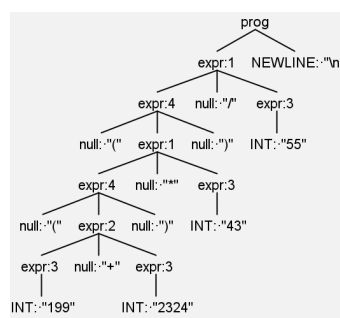 prog
expr:1 NEWLINE:·"\n
expr:4 null:·"/" expr:3
null:·"(" expr:1 null:·")" INT:·"55"
expr:4 null:·"*" expr:3
null:·"(" expr:2 null:·")" INT:·"43"
expr:3 null:·"+" expr:3
INT:·"199" INT:·"2324"